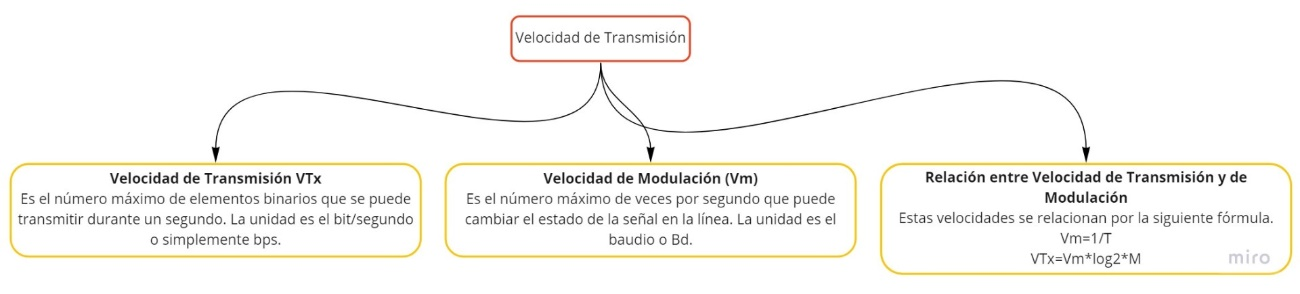 Velocidad de Transmisión
Velocidad de Transmisión VTx
Es el número máximo de elementos binarios que se puede
transmitir durante un segundo. La unidad es el bit/segundo
o simplemente bps.
Velocidad de Modulación (Vm)
Es el número máximo de veces por segundo que puede
cambiar el estado de la señal en la línea. La unidad es el
baudio o Bd.
Relación entre Velocidad de Transmisión y de
Modulación
Estas velocidades se relacionan por la siguiente fórmula.
Vm=1/T
VTx=Vm*log2*M
miro